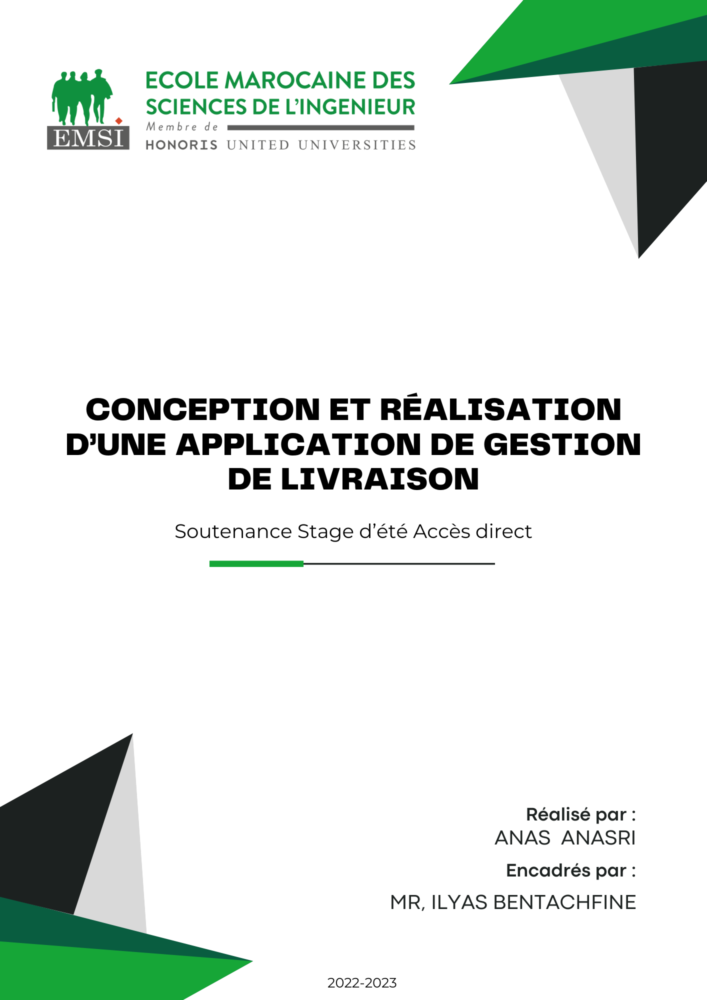 EMSI
ECOLE MAROCAINE DES
SCIENCES DE L'INGENIEUR
Membre de
HONORIS UNITED UNIVERSITIES
CONCEPTION ET RÉALISATION
D'UNE APPLICATION DE GESTION
DE LIVRAISON
Soutenance Stage d'été Accès direct
Réalisé par :
ANAS ANASRI
Encadrés par :
MR, ILYAS BENTACHFINE
2022-2023